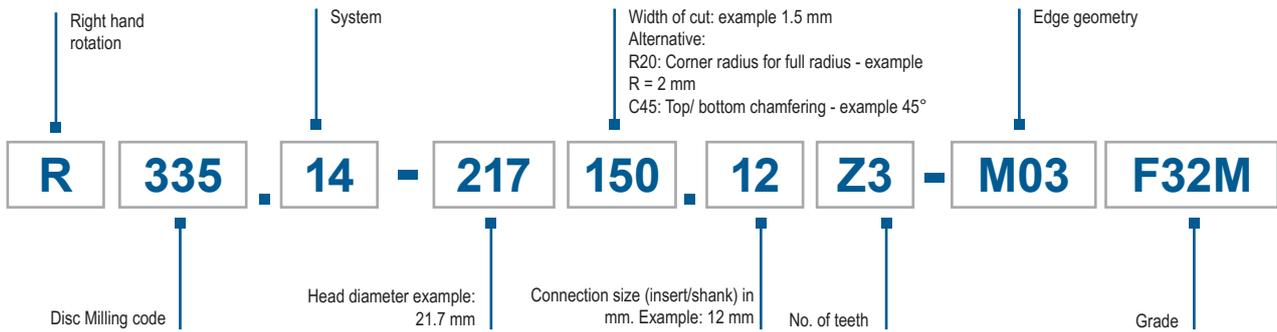 Right hand
rotation
System
Width of cut: example 1.5 mm
Alternative:
R20: Corner radius for full radius - example
R = 2 mm
C45: Top/ bottom chamfering - example 45°
Edge geometry
R 335 . 14 - 217 150 . 12 Z3 - M03 F32M
Disc Milling code
Head diameter example:
21.7 mm
Connection size (insert/shank) in
mm. Example: 12 mm
No. of teeth
Grade